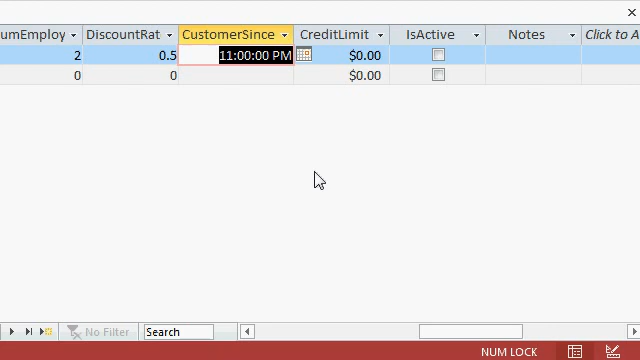 umEmploy DiscountRat CustomerSince CreditLimit IsActive Notes Click to A
2 0.5 11:00:00 PM $0.00
0 0 $0.00
No Filter Search
NUM LOCK